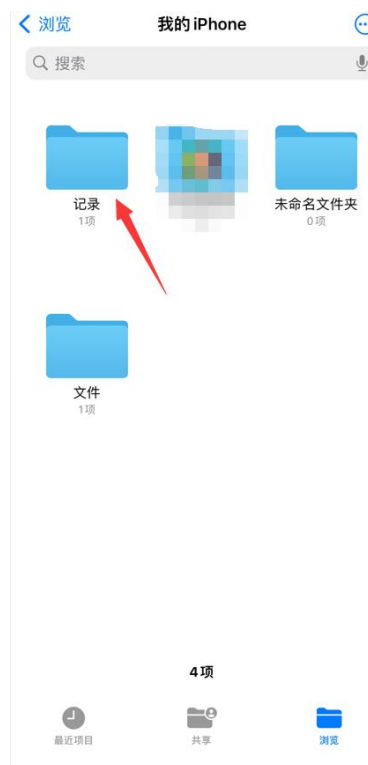 浏览 我的 iPhone
搜索
记录
1项
未命名文件夹
0项
文件
1项
4项
最近项目 共享 浏览